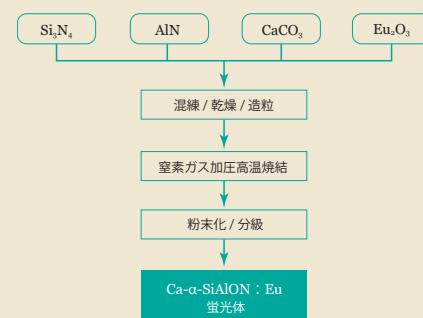 Si₃N₄
AlN
CaCO₃
Eu₂O₃
混練 / 乾燥 / 造粒
窒素ガス加圧高温焼結
粉末化 / 分級
Ca-α-SiAlON：Eu
蛍光体